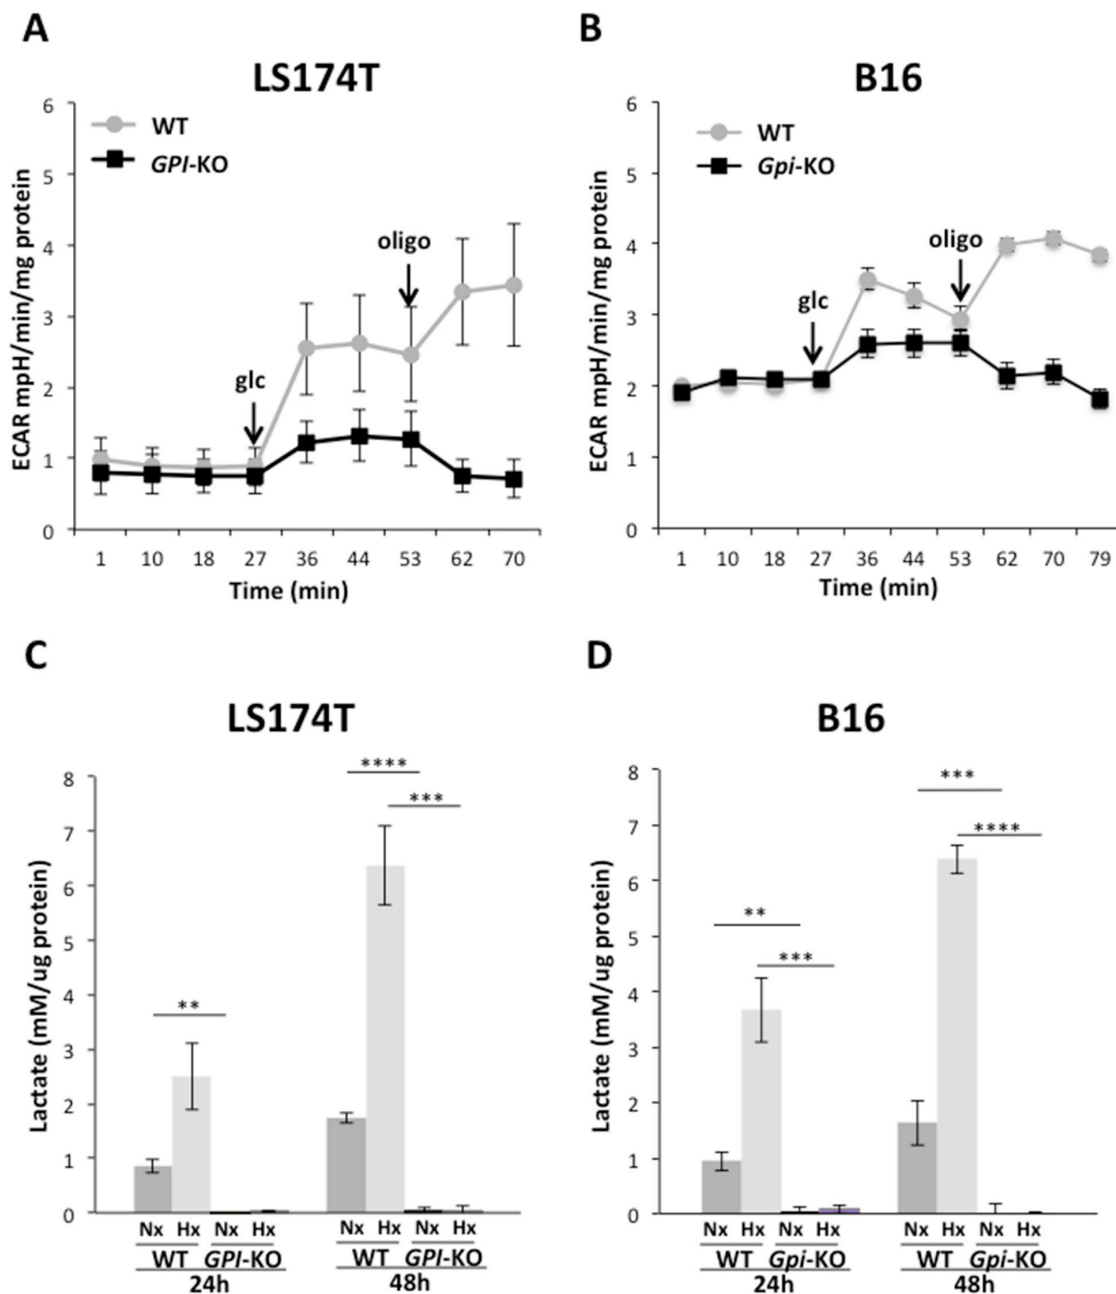 A
LS174T
6
5
4
3
2
1
0
ECAR mpH/min/mg protein
WT
GPI-KO
glc
oligo
1 10 18 27 36 44 53 62 70
Time (min)
B
B16
6
5
4
3
2
1
0
ECAR mpH/min/mg protein
WT
Gpi-KO
glc
oligo
1 10 18 27 36 44 53 62 70 79
Time (min)
C
LS174T
8
7
6
5
4
3
2
1
0
Lactate (mM/ug protein)
**
****
***
Nx Hx Nx Hx Nx Hx Nx Hx
WT GPI-KO WT GPI-KO
24h 48h
D
B16
8
7
6
5
4
3
2
1
0
Lactate (mM/ug protein)
**
***
***
****
Nx Hx Nx Hx Nx Hx Nx Hx
WT Gpi-KO WT Gpi-KO
24h 48h